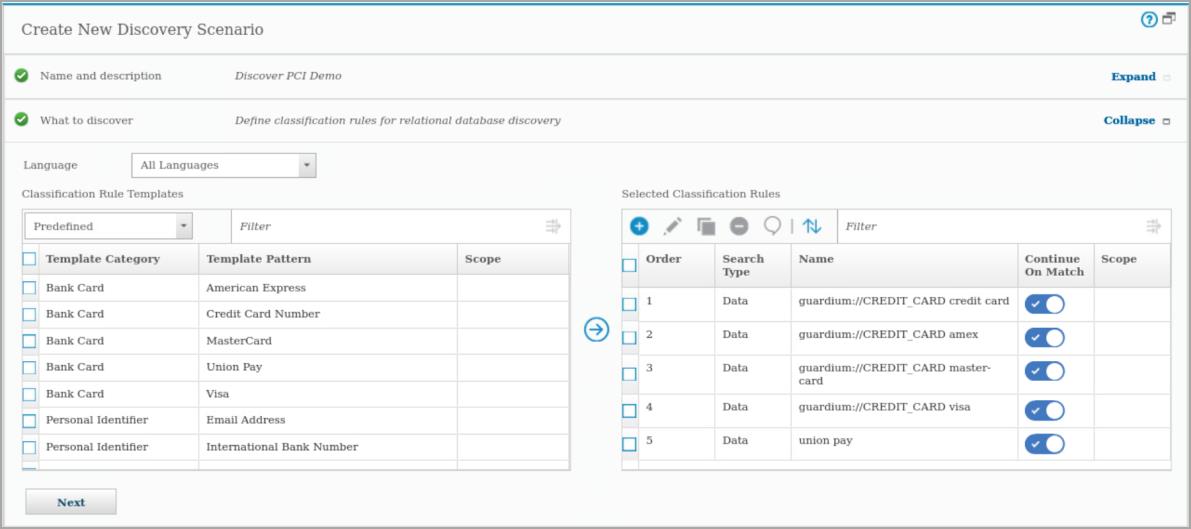 Create New Discovery Scenario
?
Name and description Discover PCI Demo Expand
What to discover Define classification rules for relational database discovery Collapse
Language All Languages
Classification Rule Templates
Predefined Filter
Template Category Template Pattern Scope
Bank Card American Express
Bank Card Credit Card Number
Bank Card MasterCard
Bank Card Union Pay
Bank Card Visa
Personal Identifier Email Address
Personal Identifier International Bank Number
Selected Classification Rules
Filter
Order Search Type Name Continue On Match Scope
1 Data guardium://CREDIT_CARD credit card
2 Data guardium://CREDIT_CARD amex
3 Data guardium://CREDIT_CARD master-
card
4 Data guardium://CREDIT_CARD visa
5 Data union pay
Next